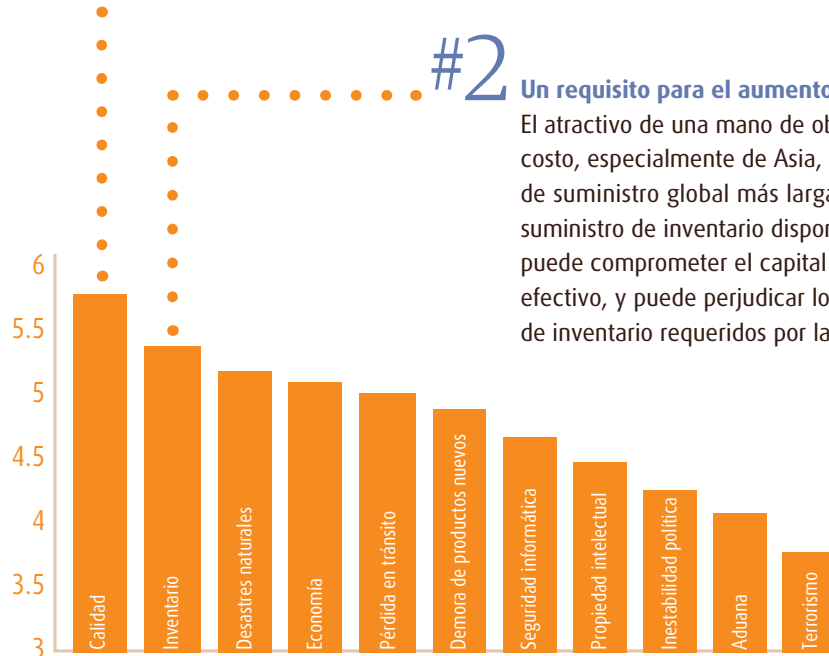 #2
Un requisito para el aumento
El atractivo de una mano de ob
costo, especialmente de Asia,
de suministro global más larga
suministro de inventario dispon
puede comprometer el capital
efectivo, y puede perjudicar lo
de inventario requeridos por la
6
5.5
5
4.5
4
3.5
3
Calidad
Inventario
Desastres naturales
Economía
Pérdida en tránsito
Demora de productos nuevos
Seguridad informática
Propiedad intelectual
Inestabilidad política
Aduana
Terrorismo